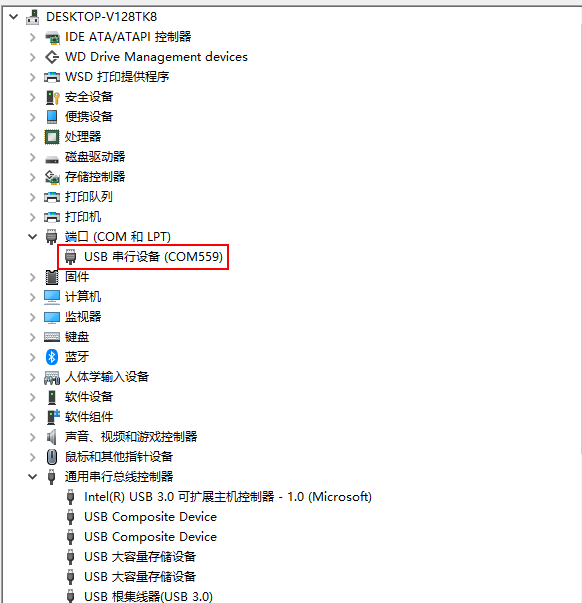 DESKTOP-V128TK8
IDE ATA/ATAPI 控制器
WD Drive Management devices
WSD 打印提供程序
安全设备
便携设备
处理器
磁盘驱动器
存储控制器
打印队列
打印机
端口 (COM 和 LPT)
USB 串行设备 (COM559)
固件
计算机
监视器
键盘
蓝牙
人体学输入设备
软件设备
软件组件
声音、视频和游戏控制器
鼠标和其他指针设备
通用串行总线控制器
Intel(R) USB 3.0 可扩展主机控制器 - 1.0 (Microsoft)
USB Composite Device
USB Composite Device
USB 大容量存储设备
USB 大容量存储设备
USB 根集线器(USB 3.0)